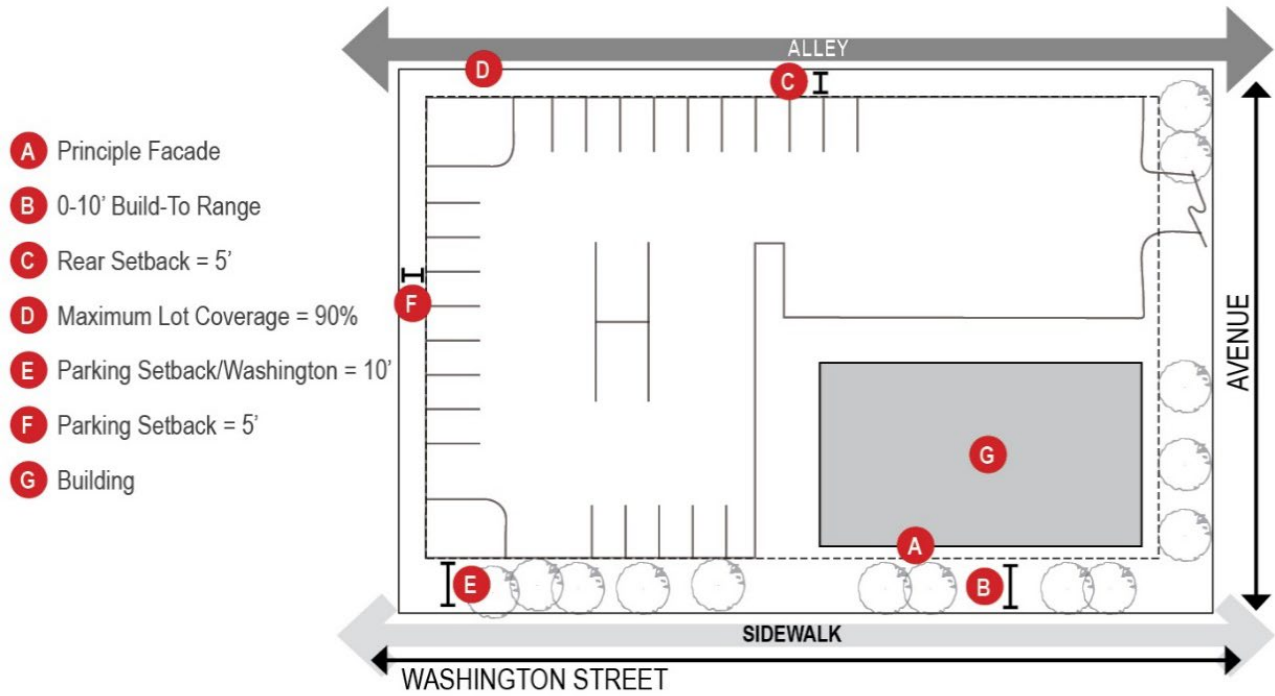 ALLEY
D
C
A Principle Facade
B 0-10' Build-To Range
C Rear Setback = 5'
D Maximum Lot Coverage = 90%
E Parking Setback/Washington = 10'
F Parking Setback = 5'
G Building
F
G
A
E
B
AVENUE
SIDEWALK
WASHINGTON STREET